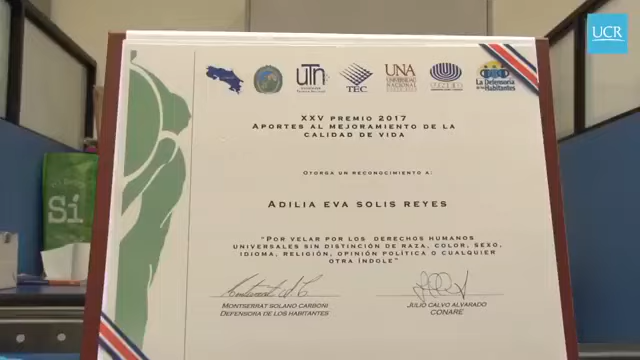 UCR
UTN
TEC
UNA
UNIVERSIDAD
NACIONAL
La Defensoría
de los Habitantes
XXV PREMIO 2017
APORTES AL MEJORAMIENTO DE LA
CALIDAD DE VIDA
OTORGA UN RECONOCIMIENTO A:
ADILIA EVA SOLIS REYES
"POR VELAR POR LOS DERECHOS HUMANOS
UNIVERSALES SIN DISTINCIÓN DE RAZA, COLOR, SEXO,
IDIOMA, RELIGIÓN, OPINIÓN POLÍTICA O CUALQUIER
OTRA ÍNDOLE"
MONTSERRAT SOLANO CARBONI
DEFENSORA DE LOS HABITANTES
JULIO CALVO ALVARADO
CONARE
Sí